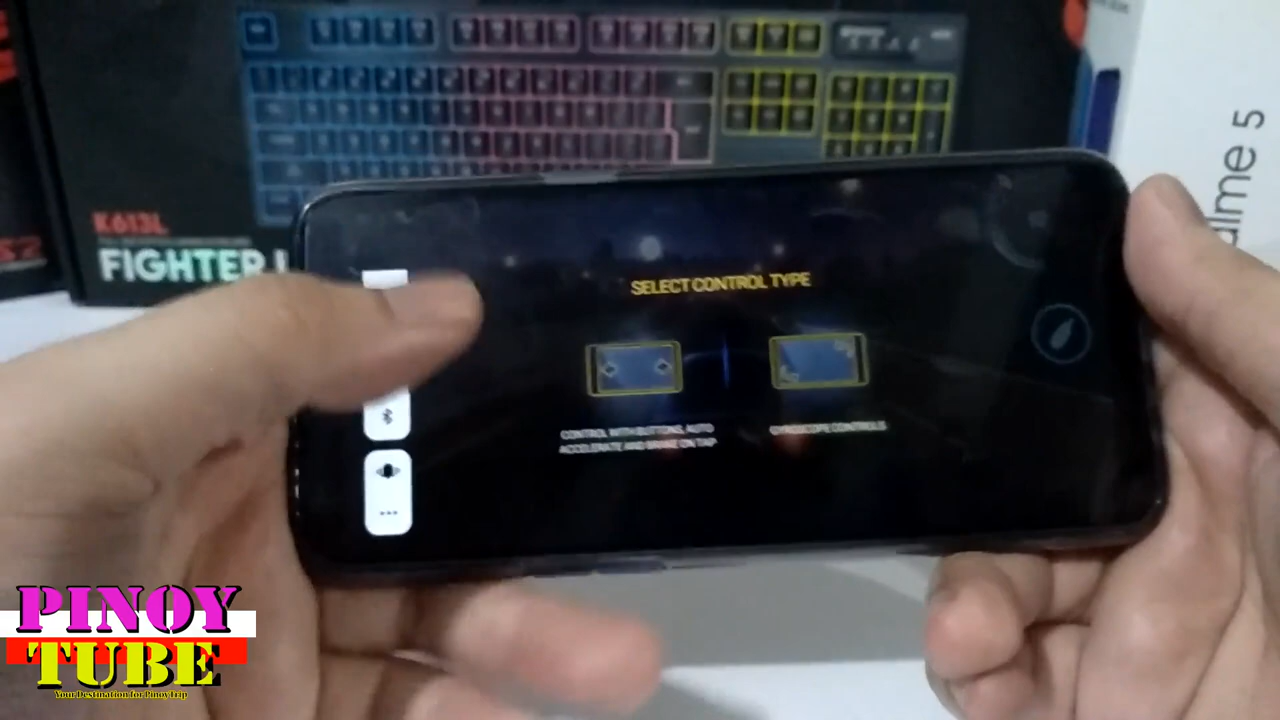 K613L
FIGHTER
alme 5
SELECT CONTROL TYPE
CONTROL WITH BUTTONS, AUTO
ACCELERATE AND BRAKE ON TAP
GYROSCOPE CONTROLS
PINOY
TUBE
Your Destination for PinoyTrip